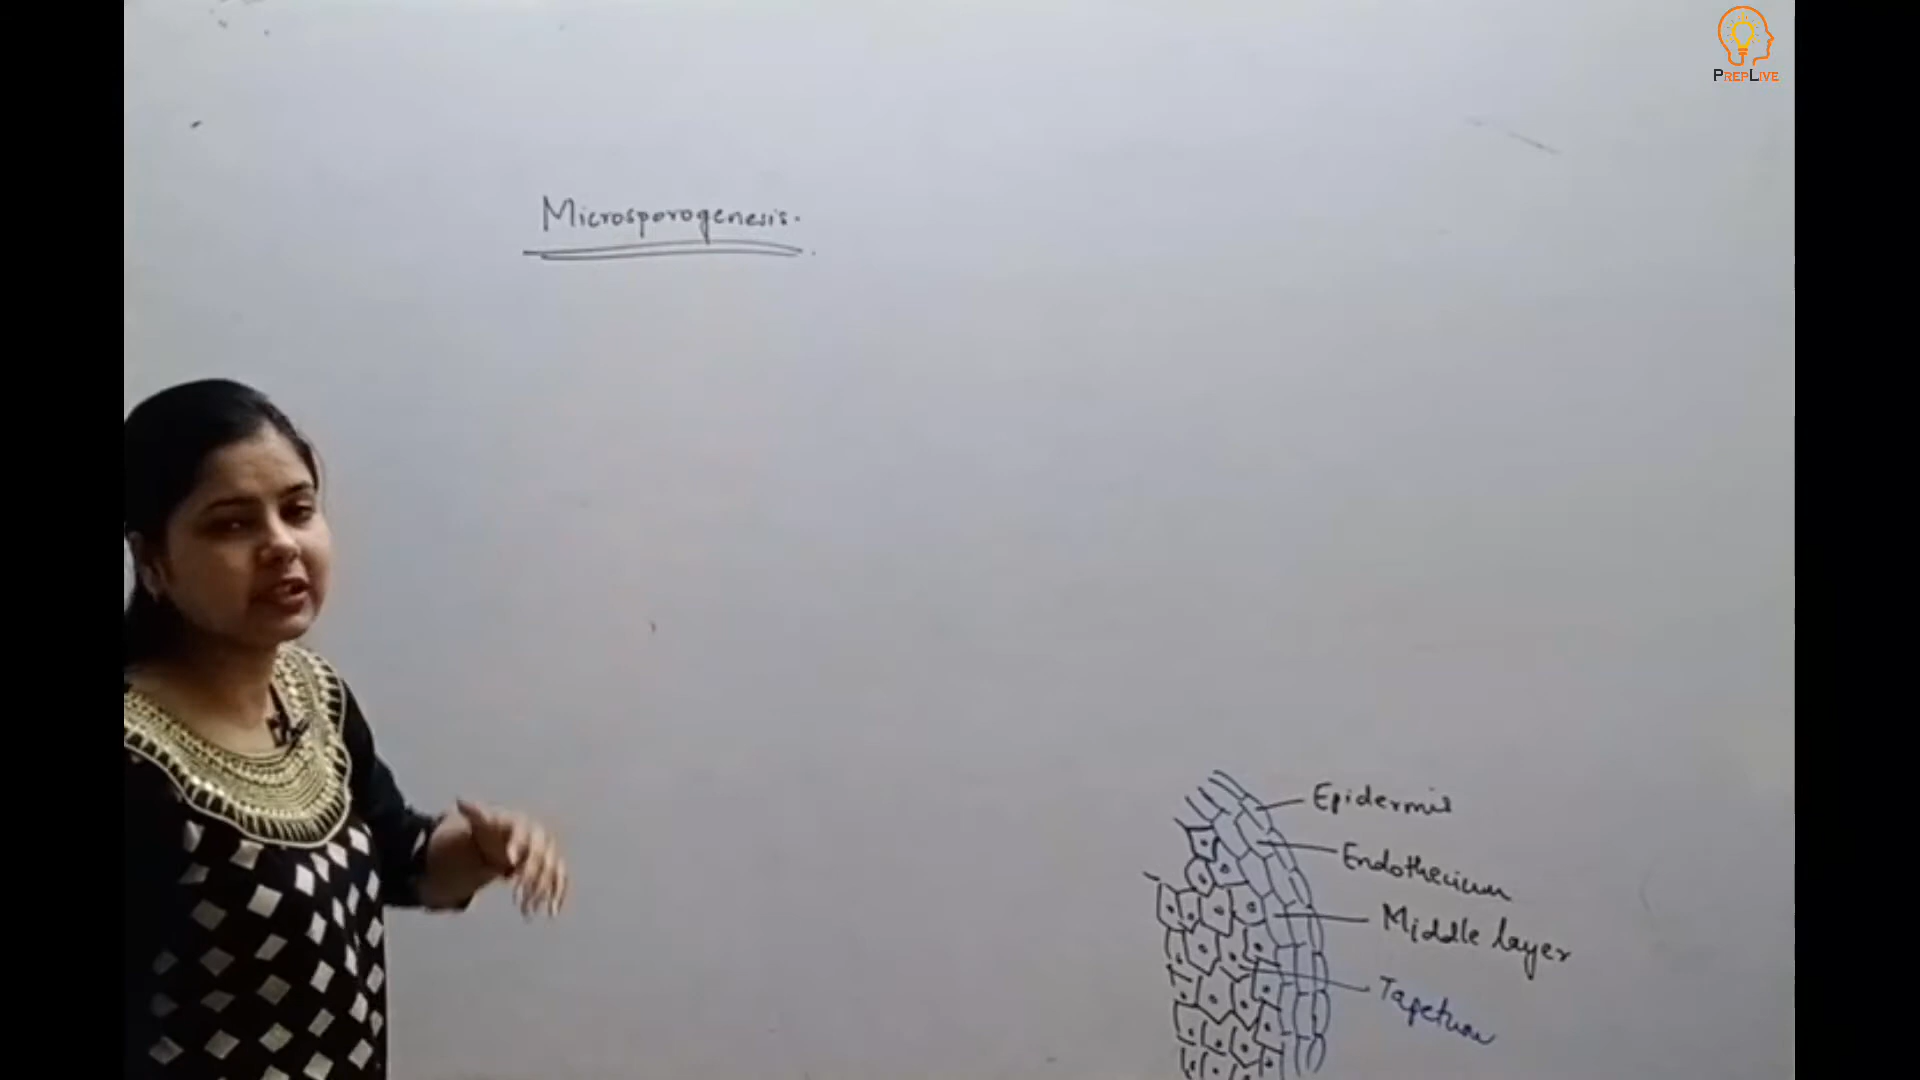 PREPLIVE
Microsporogenesis.
Epidermis
Endothecium
Middle layer
Tapetum